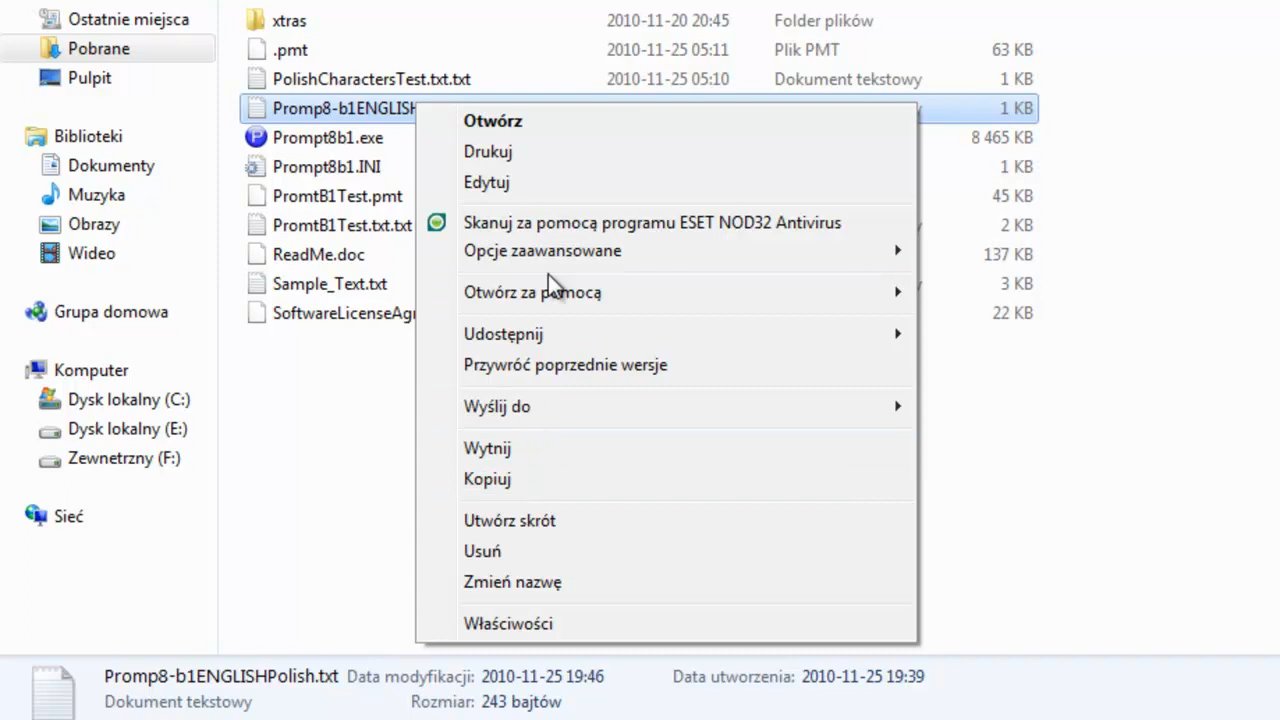 Ostatnie miejsca
Pobrane
Pulpit
Biblioteki
Dokumenty
Muzyka
Obrazy
Wideo
Grupa domowa
Komputer
Dysk lokalny (C:)
Dysk lokalny (E:)
Zewnetrzny (F:)
Sieć
xtras 2010-11-20 20:45 Folder plików
.pmt 2010-11-25 05:11 Plik PMT 63 KB
PolishCharactersTest.txt.txt 2010-11-25 05:10 Dokument tekstowy 1 KB
Promp8-b1ENGLISH 1 KB
Prompt8b1.exe 8 465 KB
Prompt8b1.INI 1 KB
PromtB1Test.pmt 45 KB
PromtB1Test.txt.txt 2 KB
ReadMe.doc 137 KB
Sample_Text.txt 3 KB
SoftwareLicenseAgr 22 KB
Otwórz
Drukuj
Edytuj
Skanuj za pomocą programu ESET NOD32 Antivirus
Opcje zaawansowane
Otwórz za pomocą
Udostępnij
Przywróć poprzednie wersje
Wyślij do
Wytnij
Kopiuj
Utwórz skrót
Usuń
Zmień nazwę
Właściwości
Promp8-b1ENGLISHPolish.txt Data modyfikacji: 2010-11-25 19:46 Data utworzenia: 2010-11-25 19:39
Dokument tekstowy Rozmiar: 243 bajtów